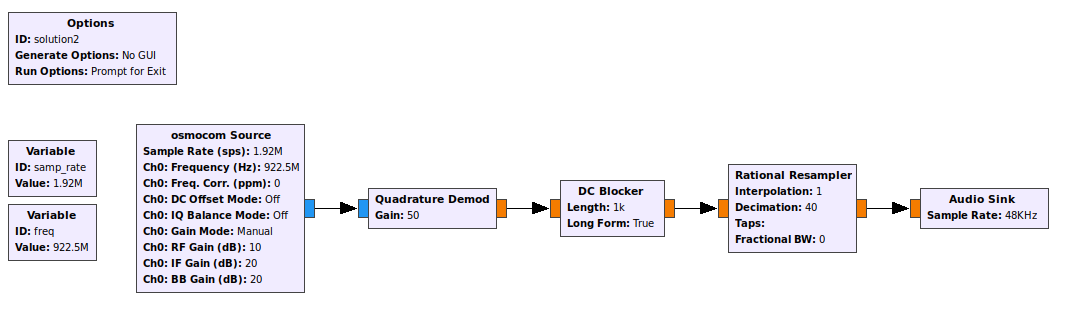 Options
ID: solution2
Generate Options: No GUI
Run Options: Prompt for Exit
Variable
ID: samp_rate
Value: 1.92M
Variable
ID: freq
Value: 922.5M
osmocom Source
Sample Rate (sps): 1.92M
Ch0: Frequency (Hz): 922.5M
Ch0: Freq. Corr. (ppm): 0
Ch0: DC Offset Mode: Off
Ch0: IQ Balance Mode: Off
Ch0: Gain Mode: Manual
Ch0: RF Gain (dB): 10
Ch0: IF Gain (dB): 20
Ch0: BB Gain (dB): 20
Quadrature Demod
Gain: 50
DC Blocker
Length: 1k
Long Form: True
Rational Resampler
Interpolation: 1
Decimation: 40
Taps:
Fractional BW: 0
Audio Sink
Sample Rate: 48KHz